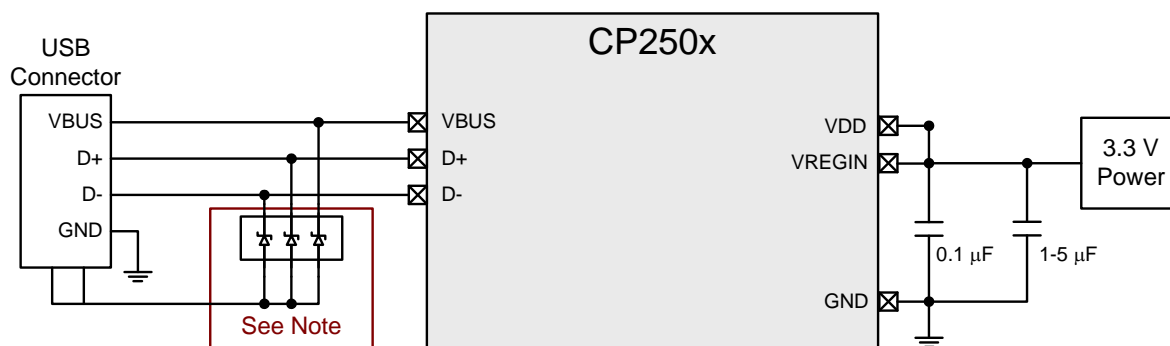 CP250x
USB
Connector
VBUS
D+
D-
GND
VBUS
D+
D-
VDD
VREGIN
GND
3.3 V
Power
0.1 μF
1-5 μF
See Note